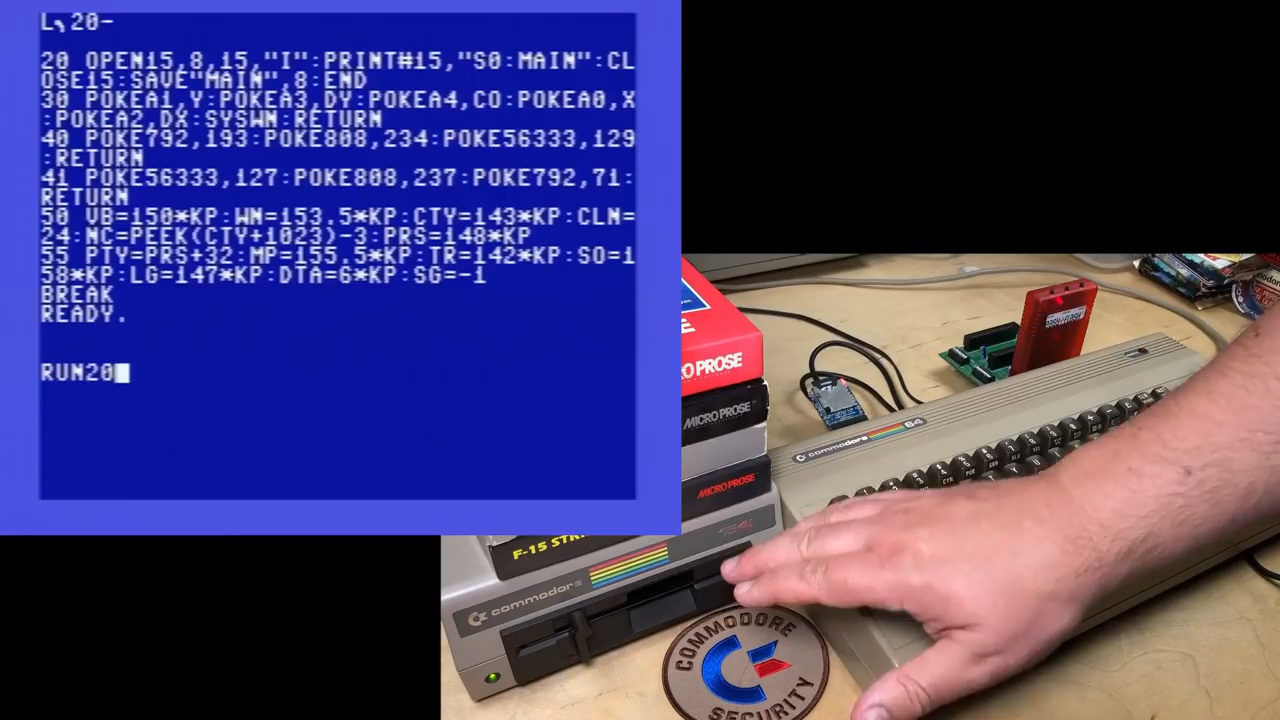 L,20-
20 OPEN15,8,15,"I":PRINT#15,"S0:MAIN":CL
OSE15:SAVE"MAIN",8:END
30 POKEA1,Y:POKEA3,DY:POKEA4,CO:POKEA0,X
:POKEA2,DX:SYSWN:RETURN
40 POKE792,193:POKE808,234:POKE56333,129
:RETURN
41 POKE56333,127:POKE808,237:POKE792,71:
RETURN
50 VB=150*KP:WN=153.5*KP:CTY=143*KP:CLN=
24:NC=PEEK(CTY+1023)-3:PRS=148*KP
55 PTY=PRS+32:MP=155.5*KP:TR=142*KP:SO=1
58*KP:LG=147*KP:DTA=6*KP:SG=-1
BREAK
READY.
RUN20
OPROSE
MICRO PROSE
MICRO PROSE
F-15 STRI
commodore
commodore 64
COMMODORE
SECURITY